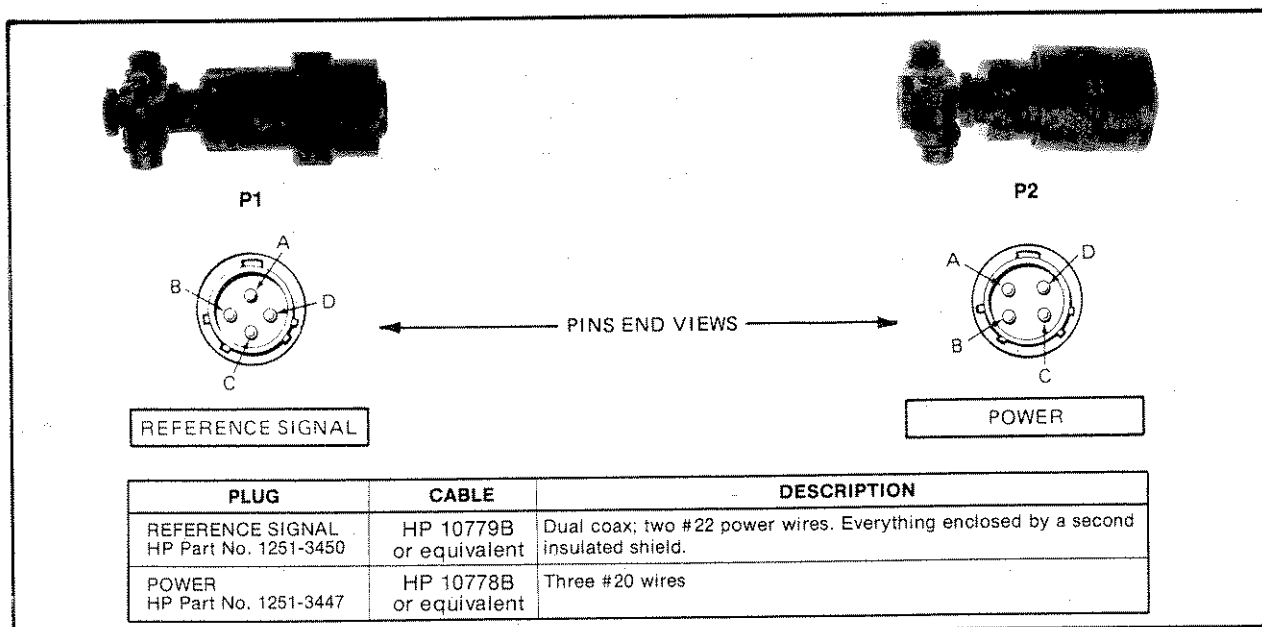 P1
P2
A
B
D
C
A
D
B
C
PINS END VIEWS
REFERENCE SIGNAL
POWER
PLUG CABLE DESCRIPTION
REFERENCE SIGNAL HP 10779B Dual coax; two #22 power wires. Everything enclosed by a second
HP Part No. 1251-3450 or equivalent insulated shield.
POWER HP 10778B Three #20 wires
HP Part No. 1251-3447 or equivalent